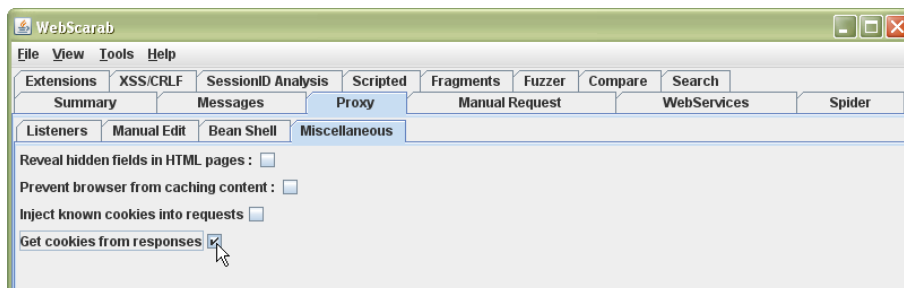 WebScarab
File View Tools Help
Extensions XSS/CRLF SessionID Analysis Scripted Fragments Fuzzer Compare Search
Summary Messages Proxy Manual Request WebServices Spider
Listeners Manual Edit Bean Shell Miscellaneous
Reveal hidden fields in HTML pages :
Prevent browser from caching content :
Inject known cookies into requests
Get cookies from responses